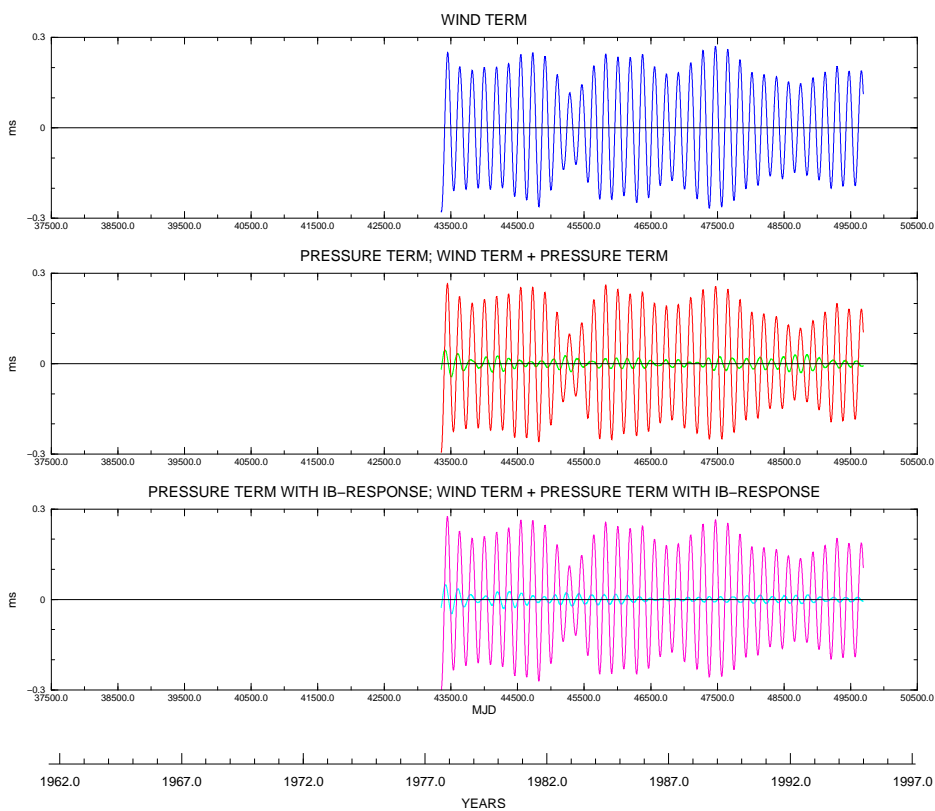 WIND TERM
0.3
0
−0.3
ms
37500.0 38500.0 39500.0 40500.0 41500.0 42500.0 43500.0 44500.0 45500.0 46500.0 47500.0 48500.0 49500.0 50500.0
PRESSURE TERM; WIND TERM + PRESSURE TERM
0.3
0
−0.3
ms
37500.0 38500.0 39500.0 40500.0 41500.0 42500.0 43500.0 44500.0 45500.0 46500.0 47500.0 48500.0 49500.0 50500.0
PRESSURE TERM WITH IB−RESPONSE; WIND TERM + PRESSURE TERM WITH IB−RESPONSE
0.3
0
−0.3
ms
37500.0 38500.0 39500.0 40500.0 41500.0 42500.0 43500.0 44500.0 45500.0 46500.0 47500.0 48500.0 49500.0 50500.0
MJD
1962.0 1967.0 1972.0 1977.0 1982.0 1987.0 1992.0 1997.0
YEARS